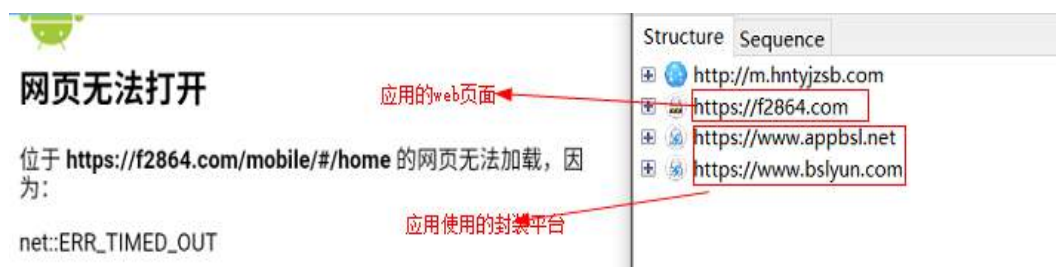 网页无法打开
位于 https://f2864.com/mobile/#/home 的网页无法加载，因
为：
net::ERR_TIMED_OUT
应用的web页面
应用使用的封装平台
Structure Sequence
http://m.hntyjzsb.com
https://f2864.com
https://www.appbsl.net
https://www.bslyun.com